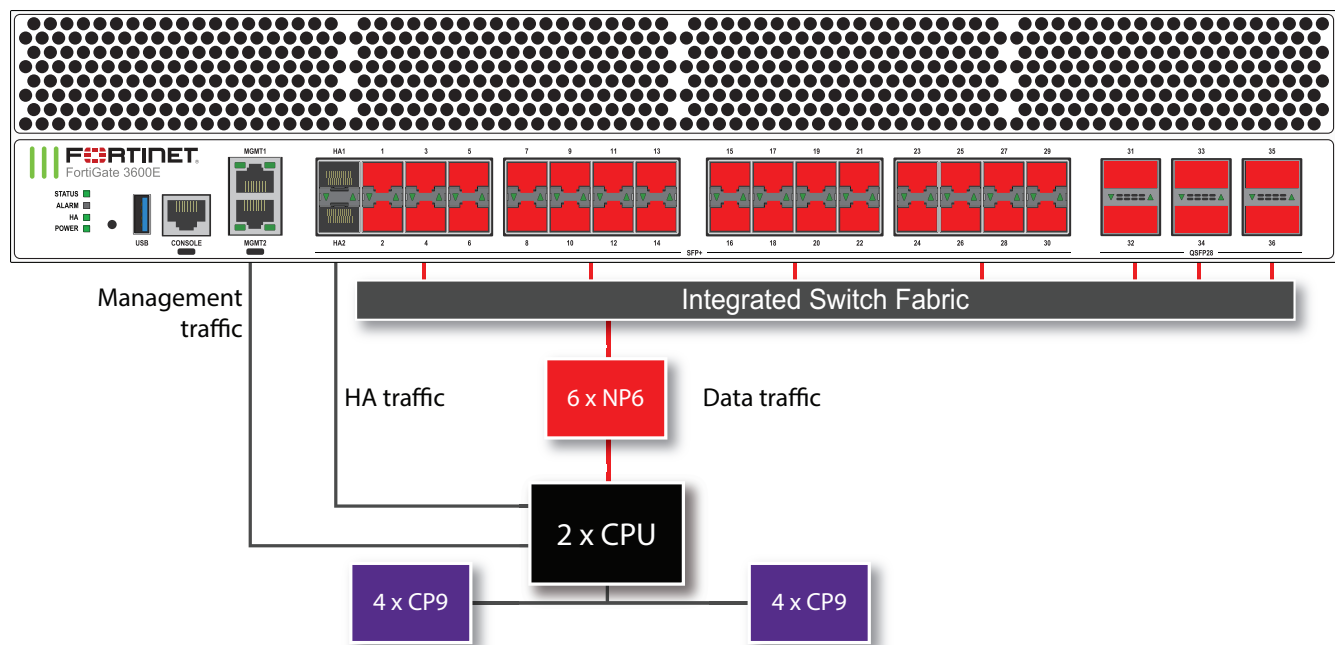 FORTINET
FortiGate 3600E
STATUS
ALARM
HA
POWER
USB
CONSOLE
MGMT1
MGMT2
HA1 1 3 5 7 9 11 13 15 17 19 21 23 25 27 29 31 33 35
HA2 2 4 6 8 10 12 14 16 18 20 22 24 26 28 30 32 34 36
SFP+ QSFP28
Management
traffic
Integrated Switch Fabric
HA traffic
6 x NP6
Data traffic
2 x CPU
4 x CP9
4 x CP9